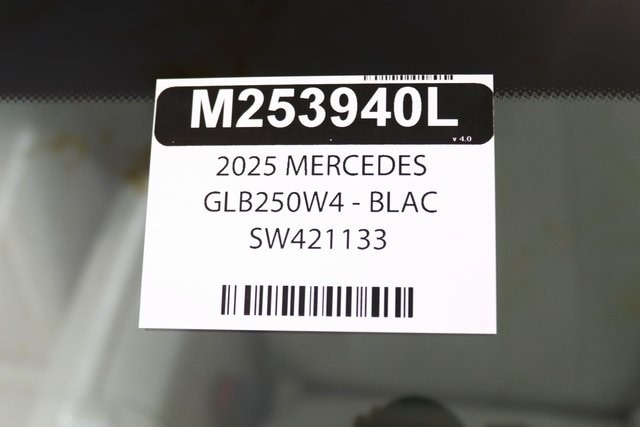 M253940L
v 4.0
2025 MERCEDES
GLB250W4 - BLAC
SW421133